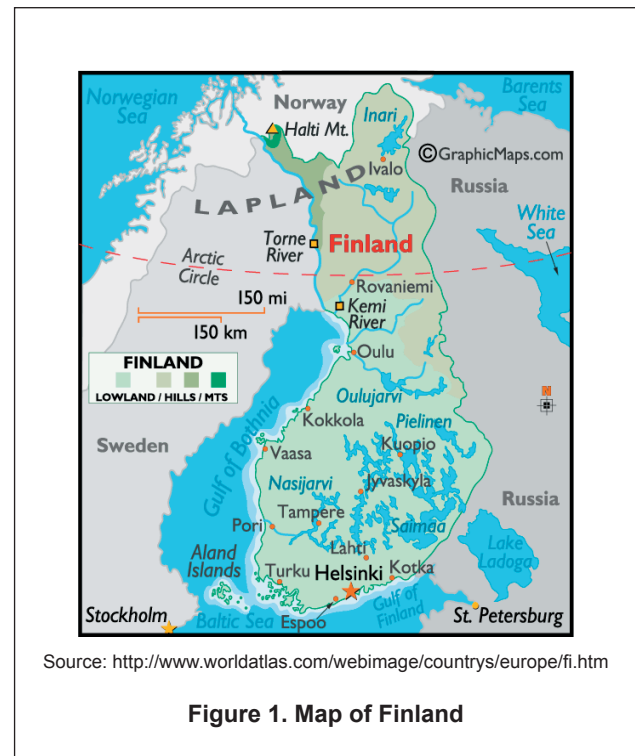 Norwegian
Sea
Norway
Barents
Sea
Inari
Halti Mt.
©GraphicMaps.com
Ivalo
Russia
LAPLAND
White
Sea
Torne
River
Finland
Arctic
Circle
150 mi
150 km
Rovaniemi
Kemi
River
FINLAND
LOWLAND / HILLS / MTS
Oulu
Oulujarvi
Gulf of Bothnia
Kokkola
Pielinen
Sweden
Vaasa
Kuopio
Nasijarvi
Jyvaskyla
Russia
Tampere
Pori
Saimaa
Lahti
Aland
Islands
Lake
Ladoga
Turku
Helsinki
Kotka
Stockholm
Baltic Sea
Espoo
Gulf of
Finland
St. Petersburg
Source: http://www.worldatlas.com/webimage/countrys/europe/fi.htm
Figure 1. Map of Finland